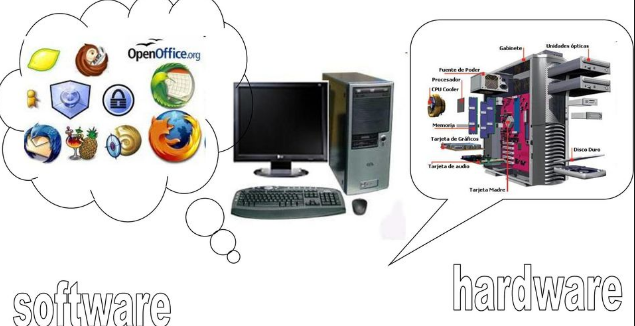 OpenOffice.org
Gabinete
Unidades ópticas
Fuente de Poder
Procesador
CPU Cooler
Memoria
Tarjeta de Gráficos
Tarjeta de audio
Tarjeta Madre
Disco Duro
software
hardware